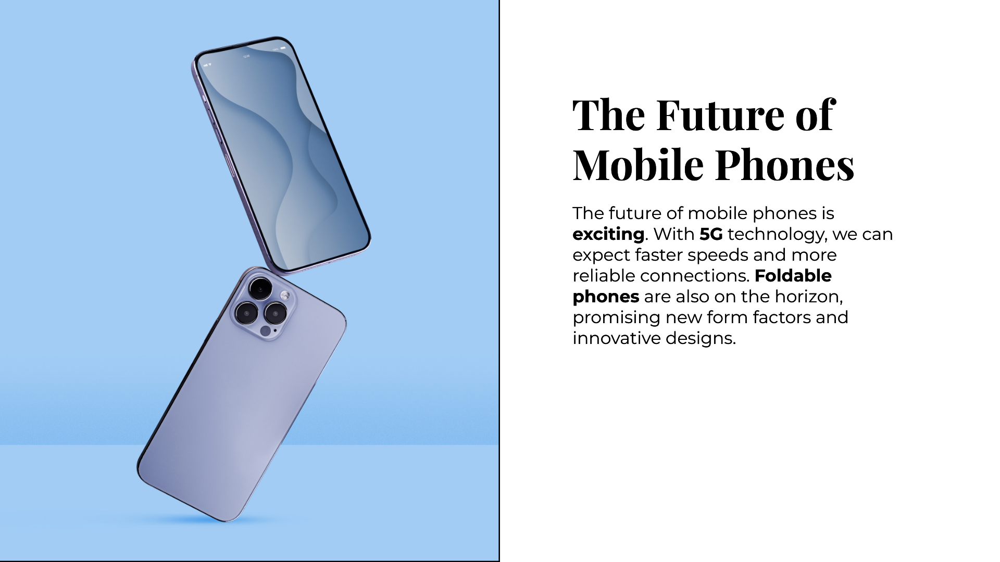 12:00
The Future of
Mobile Phones
The future of mobile phones is
exciting. With 5G technology, we can
expect faster speeds and more
reliable connections. Foldable
phones are also on the horizon,
promising new form factors and
innovative designs.